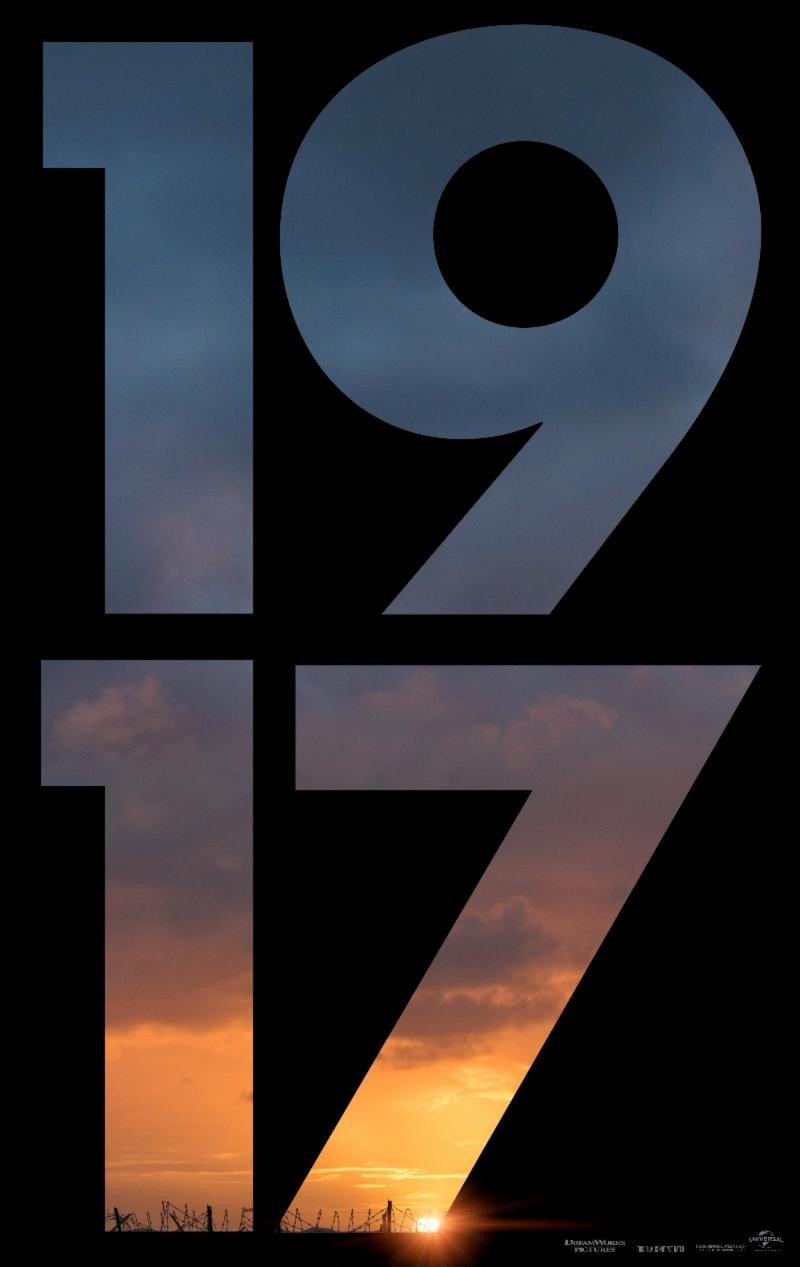 19
17
DREAMWORKS
PICTURES
UNIVERSAL